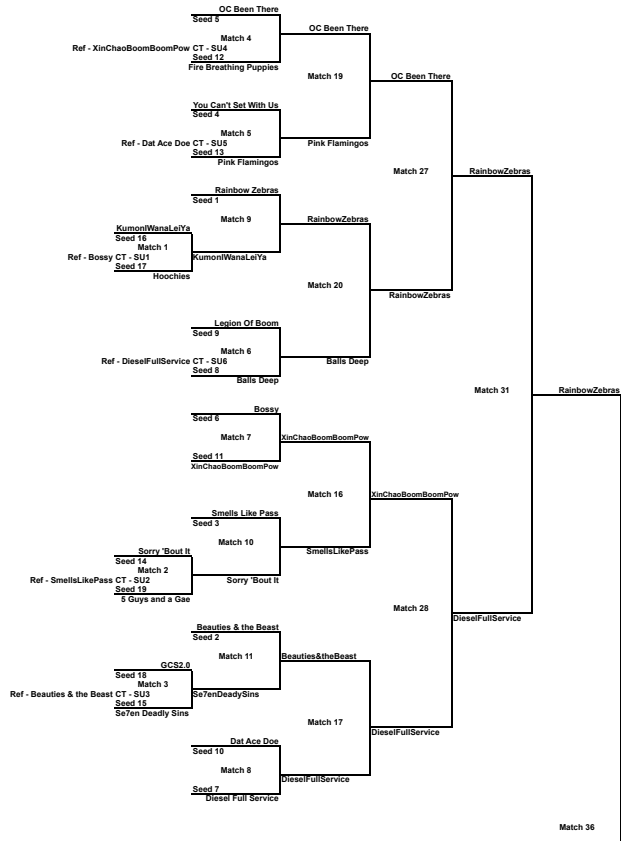 OC Been There
Seed 5
OC Been There
Match 4
Ref - XinChaoBoomBoomPow CT - SU4
Seed 12
Fire Breathing Puppies
Match 19
OC Been There
You Can't Set With Us
Seed 4
Match 5
Ref - Dat Ace Doe CT - SU5
Pink Flamingos
Seed 13
Pink Flamingos
Match 27
RainbowZebras
Rainbow Zebras
Seed 1
Match 9
RainbowZebras
KumonIWanaLeiYa
Seed 16
Match 1
Ref - Bossy CT - SU1
KumonIWanaLeiYa
Seed 17
Hoochies
Match 20
RainbowZebras
Legion Of Boom
Seed 9
Match 6
Ref - DieselFullService CT - SU6
Balls Deep
Seed 8
Balls Deep
Match 31
RainbowZebras
Bossy
Seed 6
Match 7
XinChaoBoomBoomPow
Seed 11
XinChaoBoomBoomPow
Match 16
XinChaoBoomBoomPow
Smells Like Pass
Seed 3
Match 10
SmellsLikePass
Sorry 'Bout It
Seed 14
Match 2
Ref - SmellsLikePass CT - SU2
Sorry 'Bout It
Seed 19
5 Guys and a Gae
Match 28
DieselFullService
Beauties & the Beast
Seed 2
Match 11
Beauties&theBeast
GCS2.0
Seed 18
Match 3
Ref - Beauties & the Beast CT - SU3
Se7enDeadySins
Seed 15
Se7en Deadly Sins
Match 17
DieselFullService
Dat Ace Doe
Seed 10
Match 8
DieselFullService
Seed 7
Diesel Full Service
Match 36